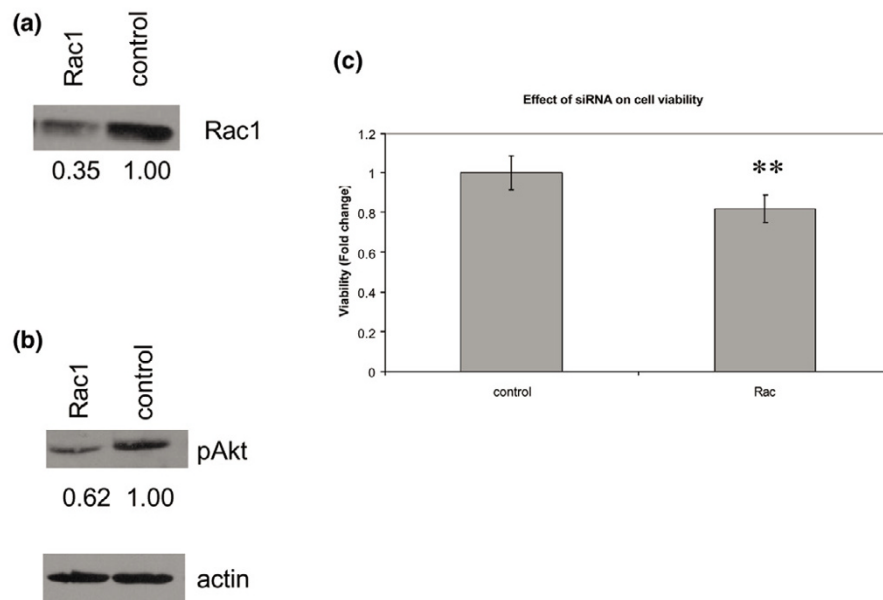 (a)
Rac1 control
Rac1
0.35 1.00
(b)
Rac1 control
pAkt
0.62 1.00
actin
(c)
Effect of siRNA on cell viability
Viability (Fold change)
1.2
1
0.8
0.6
0.4
0.2
0
**
control Rac